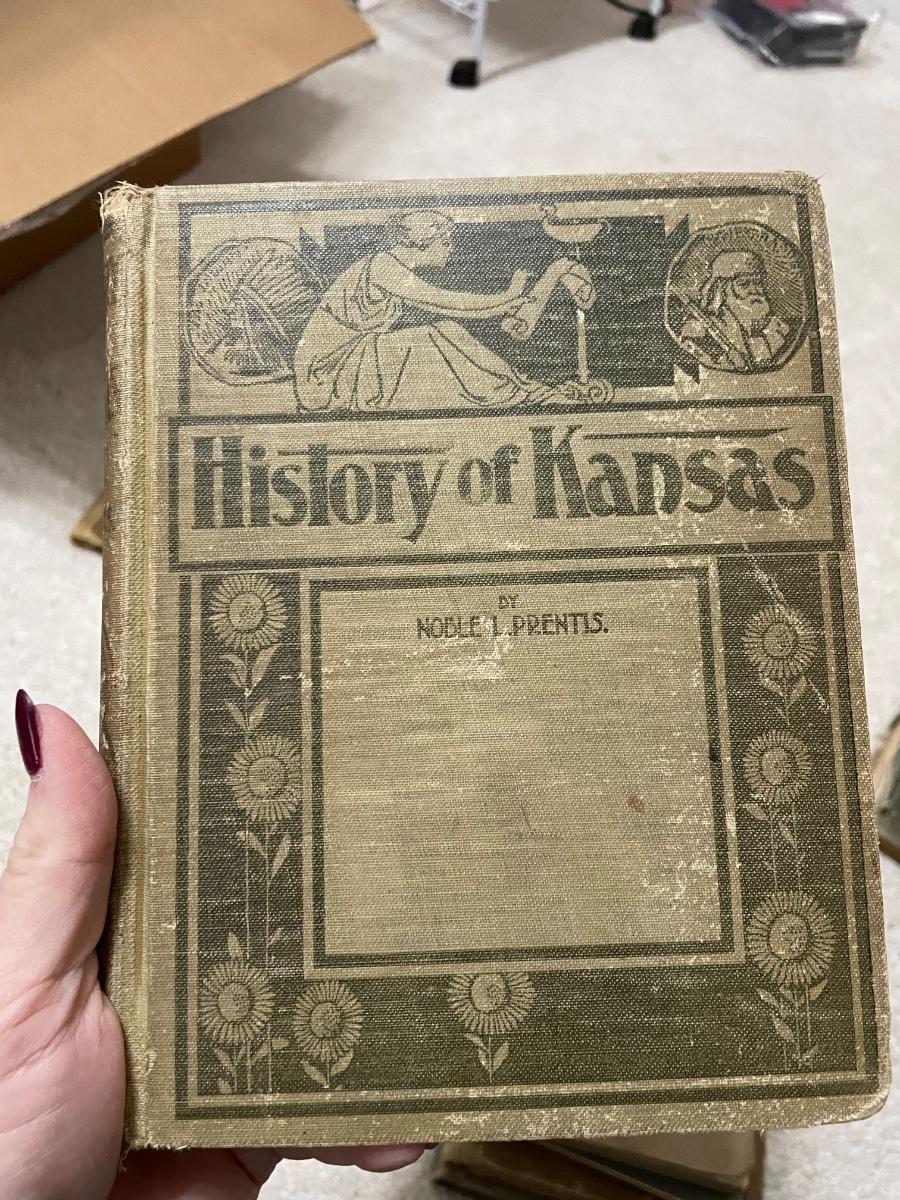 History of Kansas
BY
NOBLE L. PRENTIS.